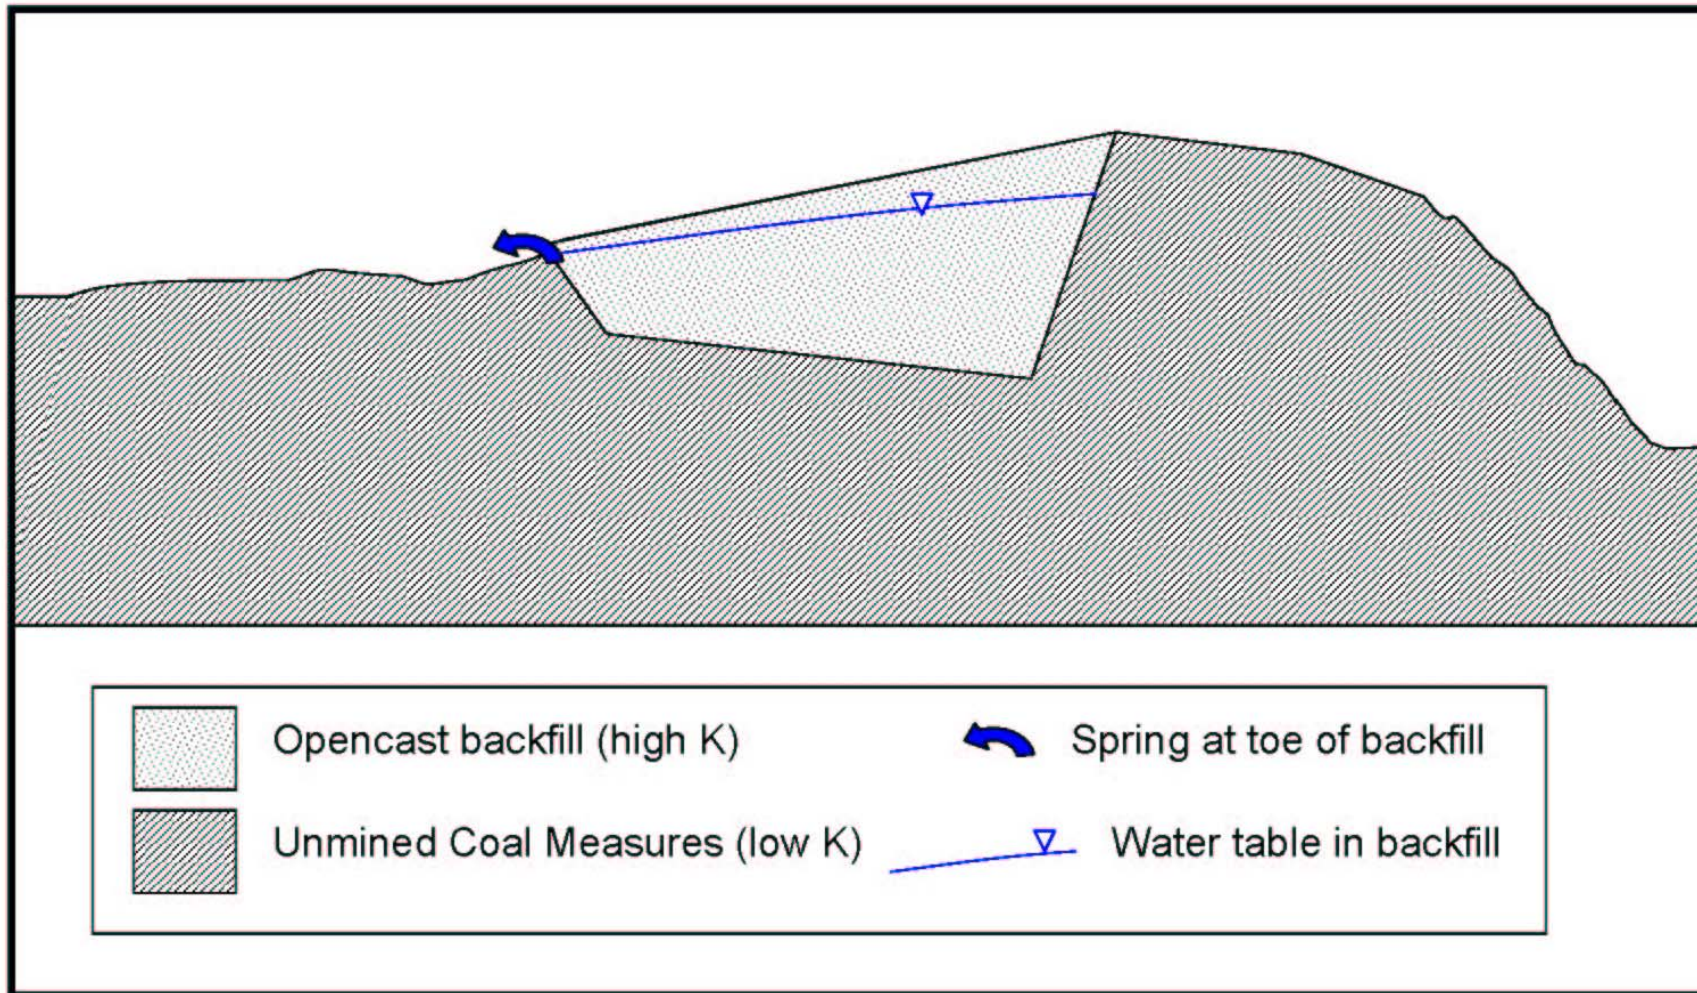 Opencast backfill (high K)
Spring at toe of backfill
Unmined Coal Measures (low K)
Water table in backfill